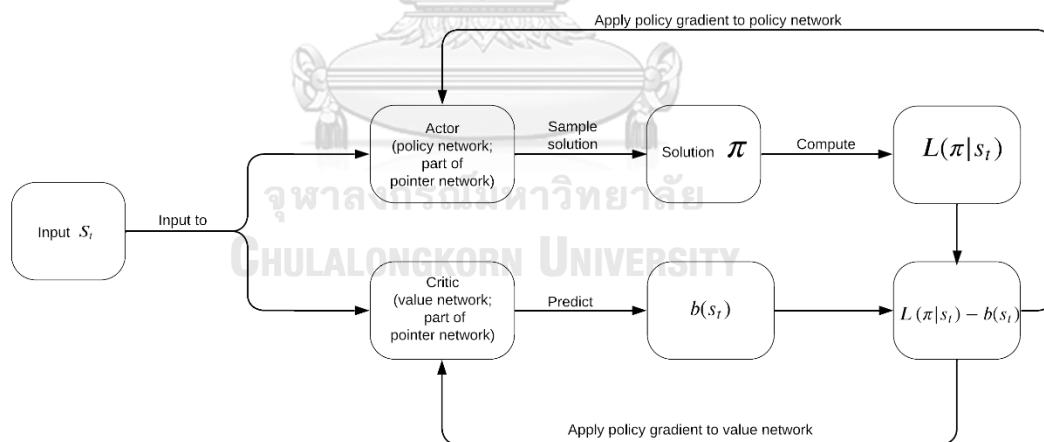 Apply policy gradient to policy network
Actor
(policy network;
part of
pointer network)
Sample
solution
Solution π
Compute
L(π|s_t)
จุฬาลงกรณ์มหาวิทยาลัย
CHULALONGKORN UNIVERSITY
Input S_t
Input to
Critic
(value network;
part of
pointer network)
Predict
b(s_t)
L(π|s_t) − b(s_t)
Apply policy gradient to value network